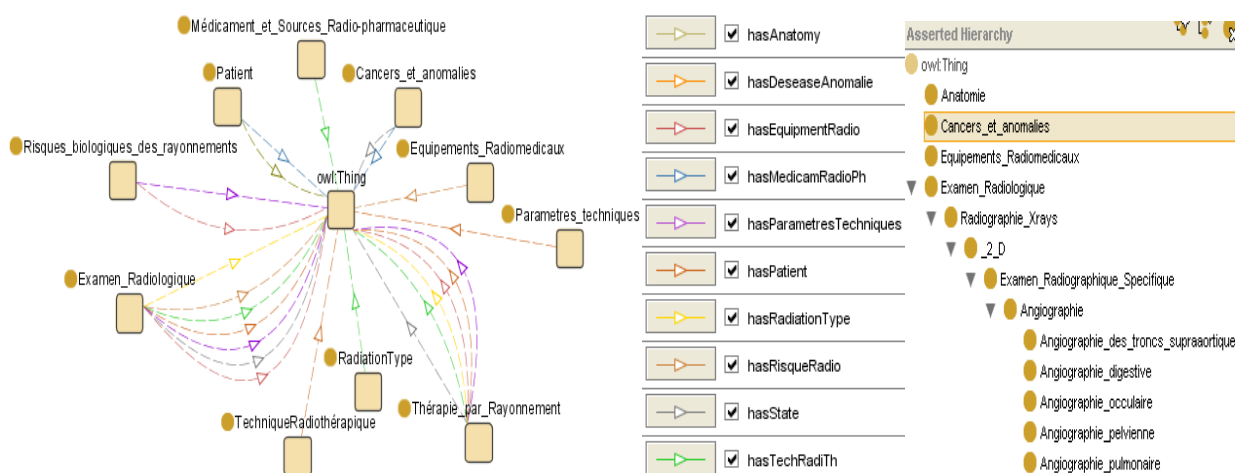 Médicament_et_Sources_Radio-pharmaceutique
Patient
Cancers_et_anomalies
Risques_biologiques_des_rayonnements
Equipements_Radiomedicaux
owl:Thing
Parametres_techniques
Examen_Radiologique
RadiationType
Thérapie_par_Rayonnement
TechniqueRadiothérapique
hasAnatomy
hasDeseaseAnomalie
hasEquipmentRadio
hasMedicamRadioPh
hasParametresTechniques
hasPatient
hasRadiationType
hasRisqueRadio
hasState
hasTechRadiTh
Asserted Hierarchy
owl:Thing
Anatomie
Cancers_et_anomalies
Equipements_Radiomedicaux
Examen_Radiologique
Radiographie_Xrays
_2_D
Examen_Radiographique_Specifique
Angiographie
Angiographie_des_troncs_supraaortique
Angiographie_digestive
Angiographie_occulaire
Angiographie_pelvienne
Angiographie_pulmonaire